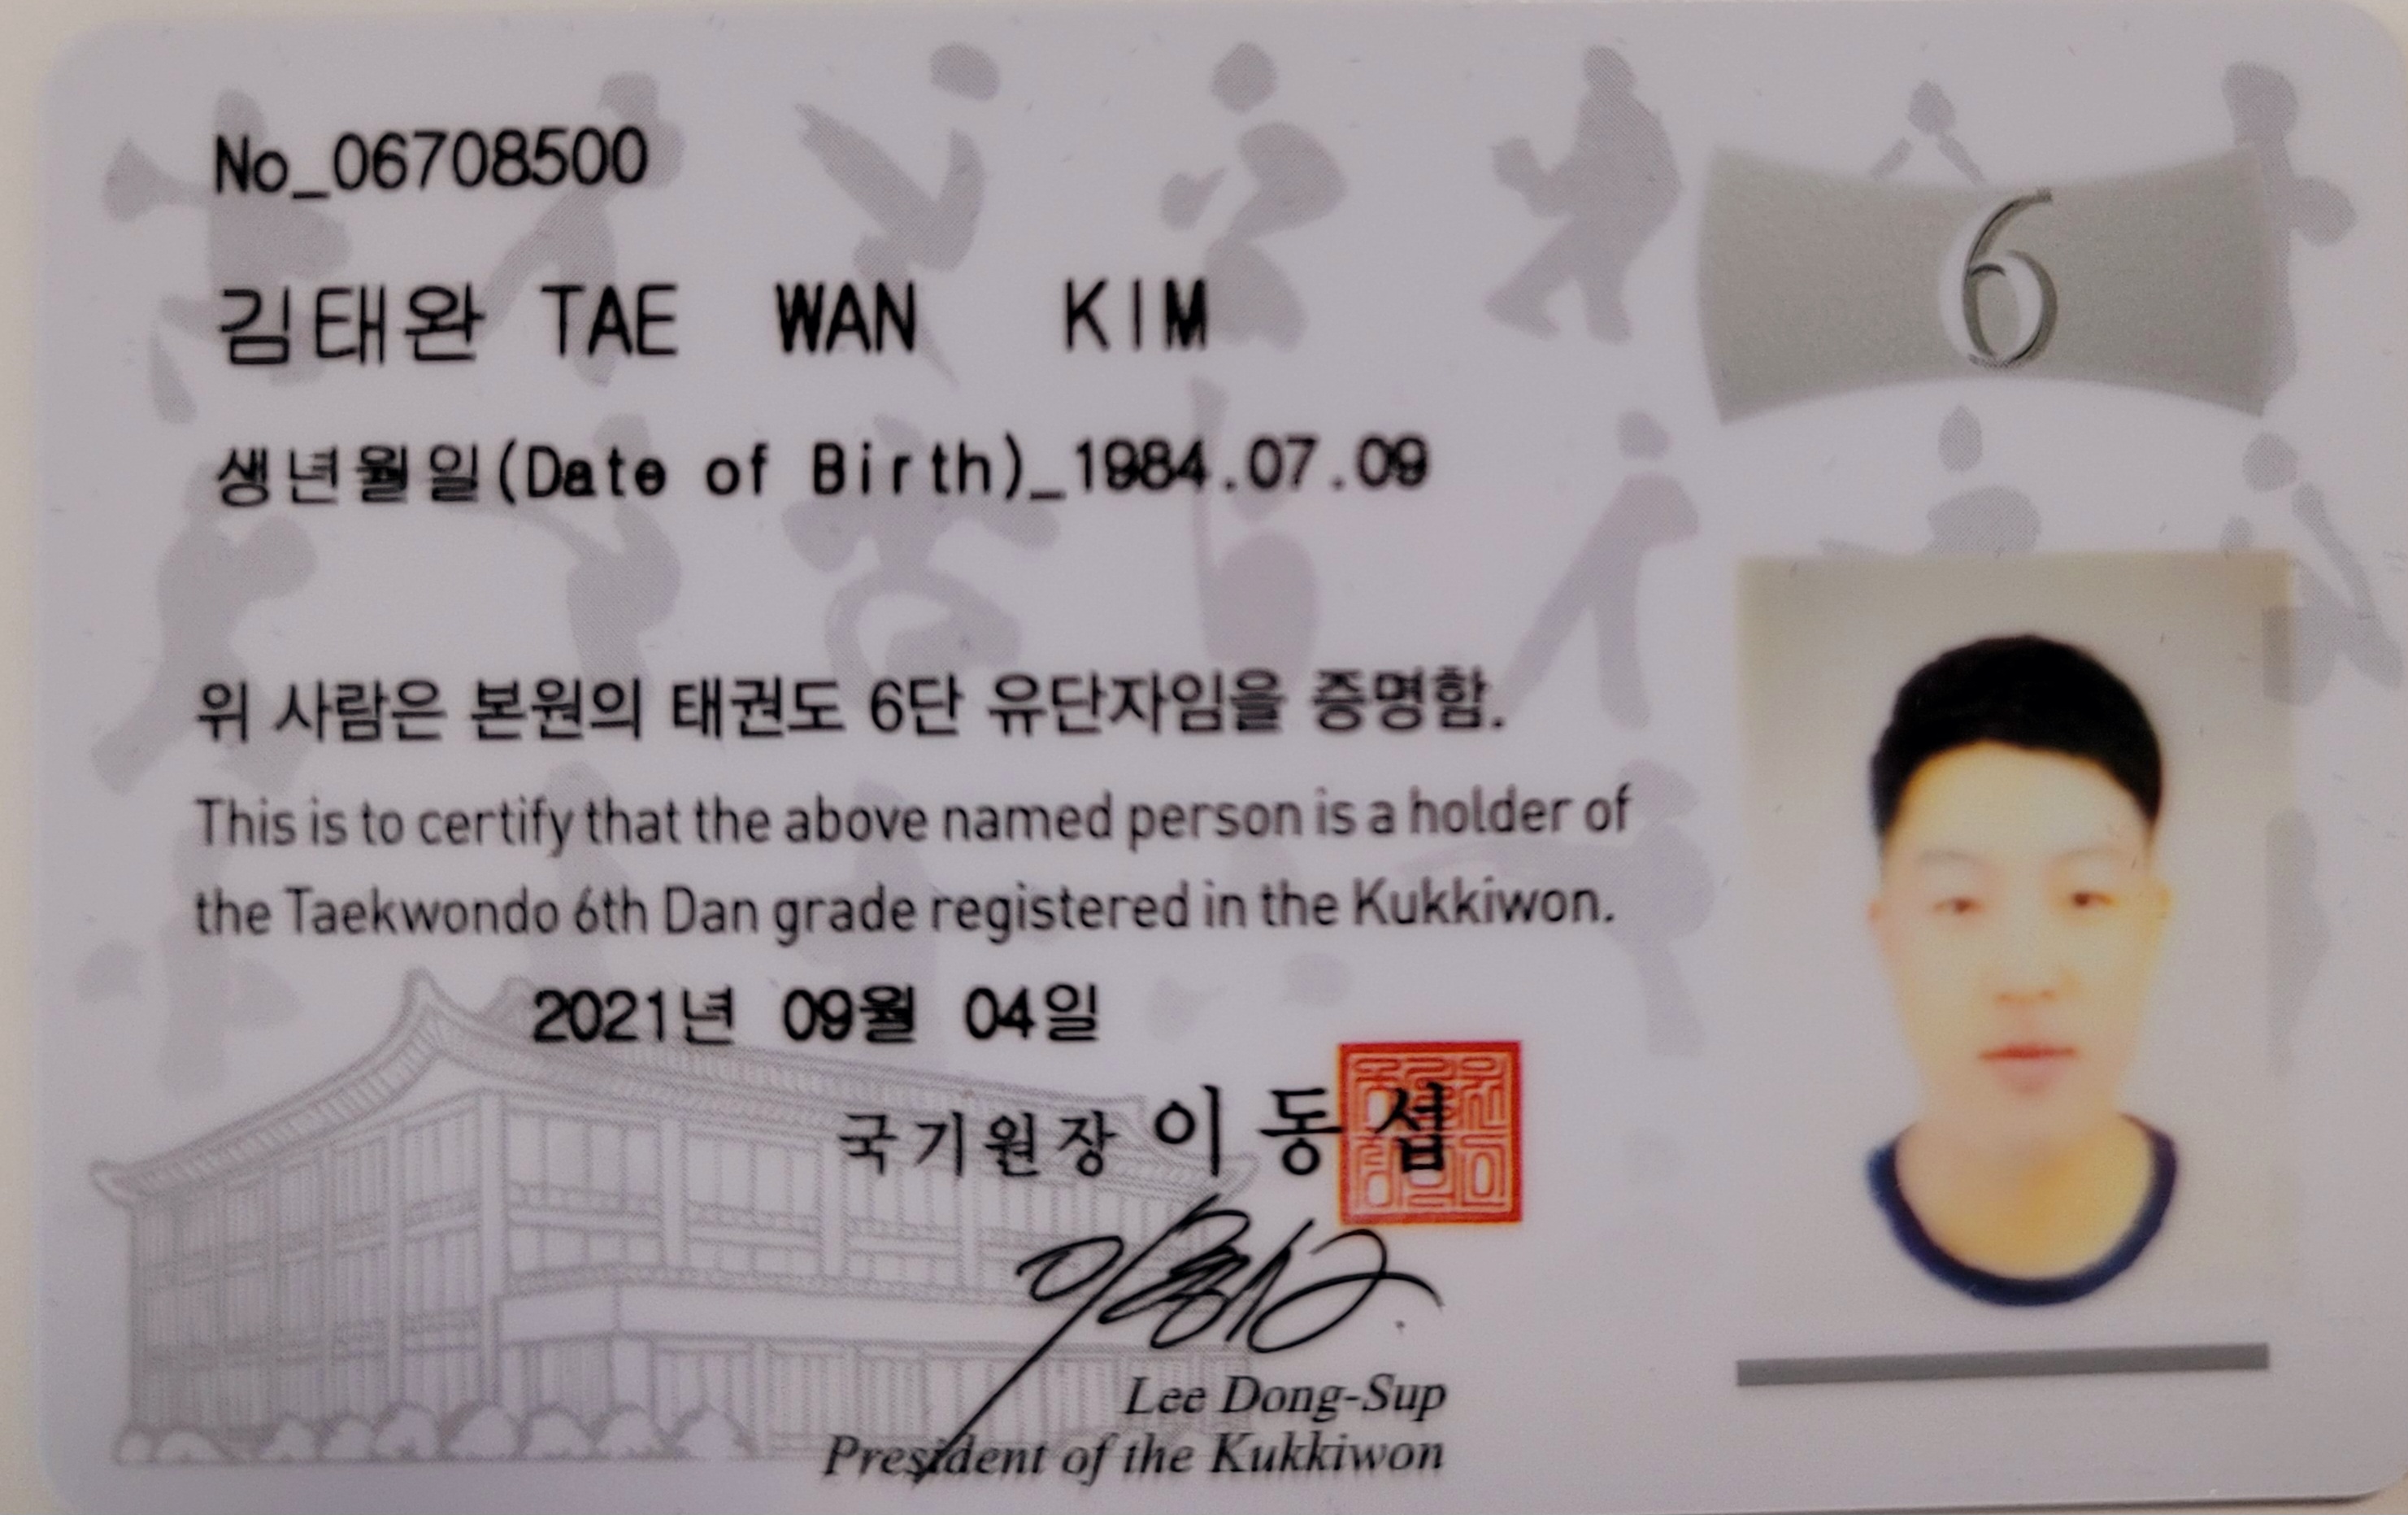 No_06708500
6
김태완 TAE WAN KIM
생년월일(Date of Birth)_1984.07.09
위 사람은 본원의 태권도 6단 유단자임을 증명함.
This is to certify that the above named person is a holder of
the Taekwondo 6th Dan grade registered in the Kukkiwon.
2021년 09월 04일
국기원장 이동섭
Lee Dong-Sup
President of the Kukkiwon